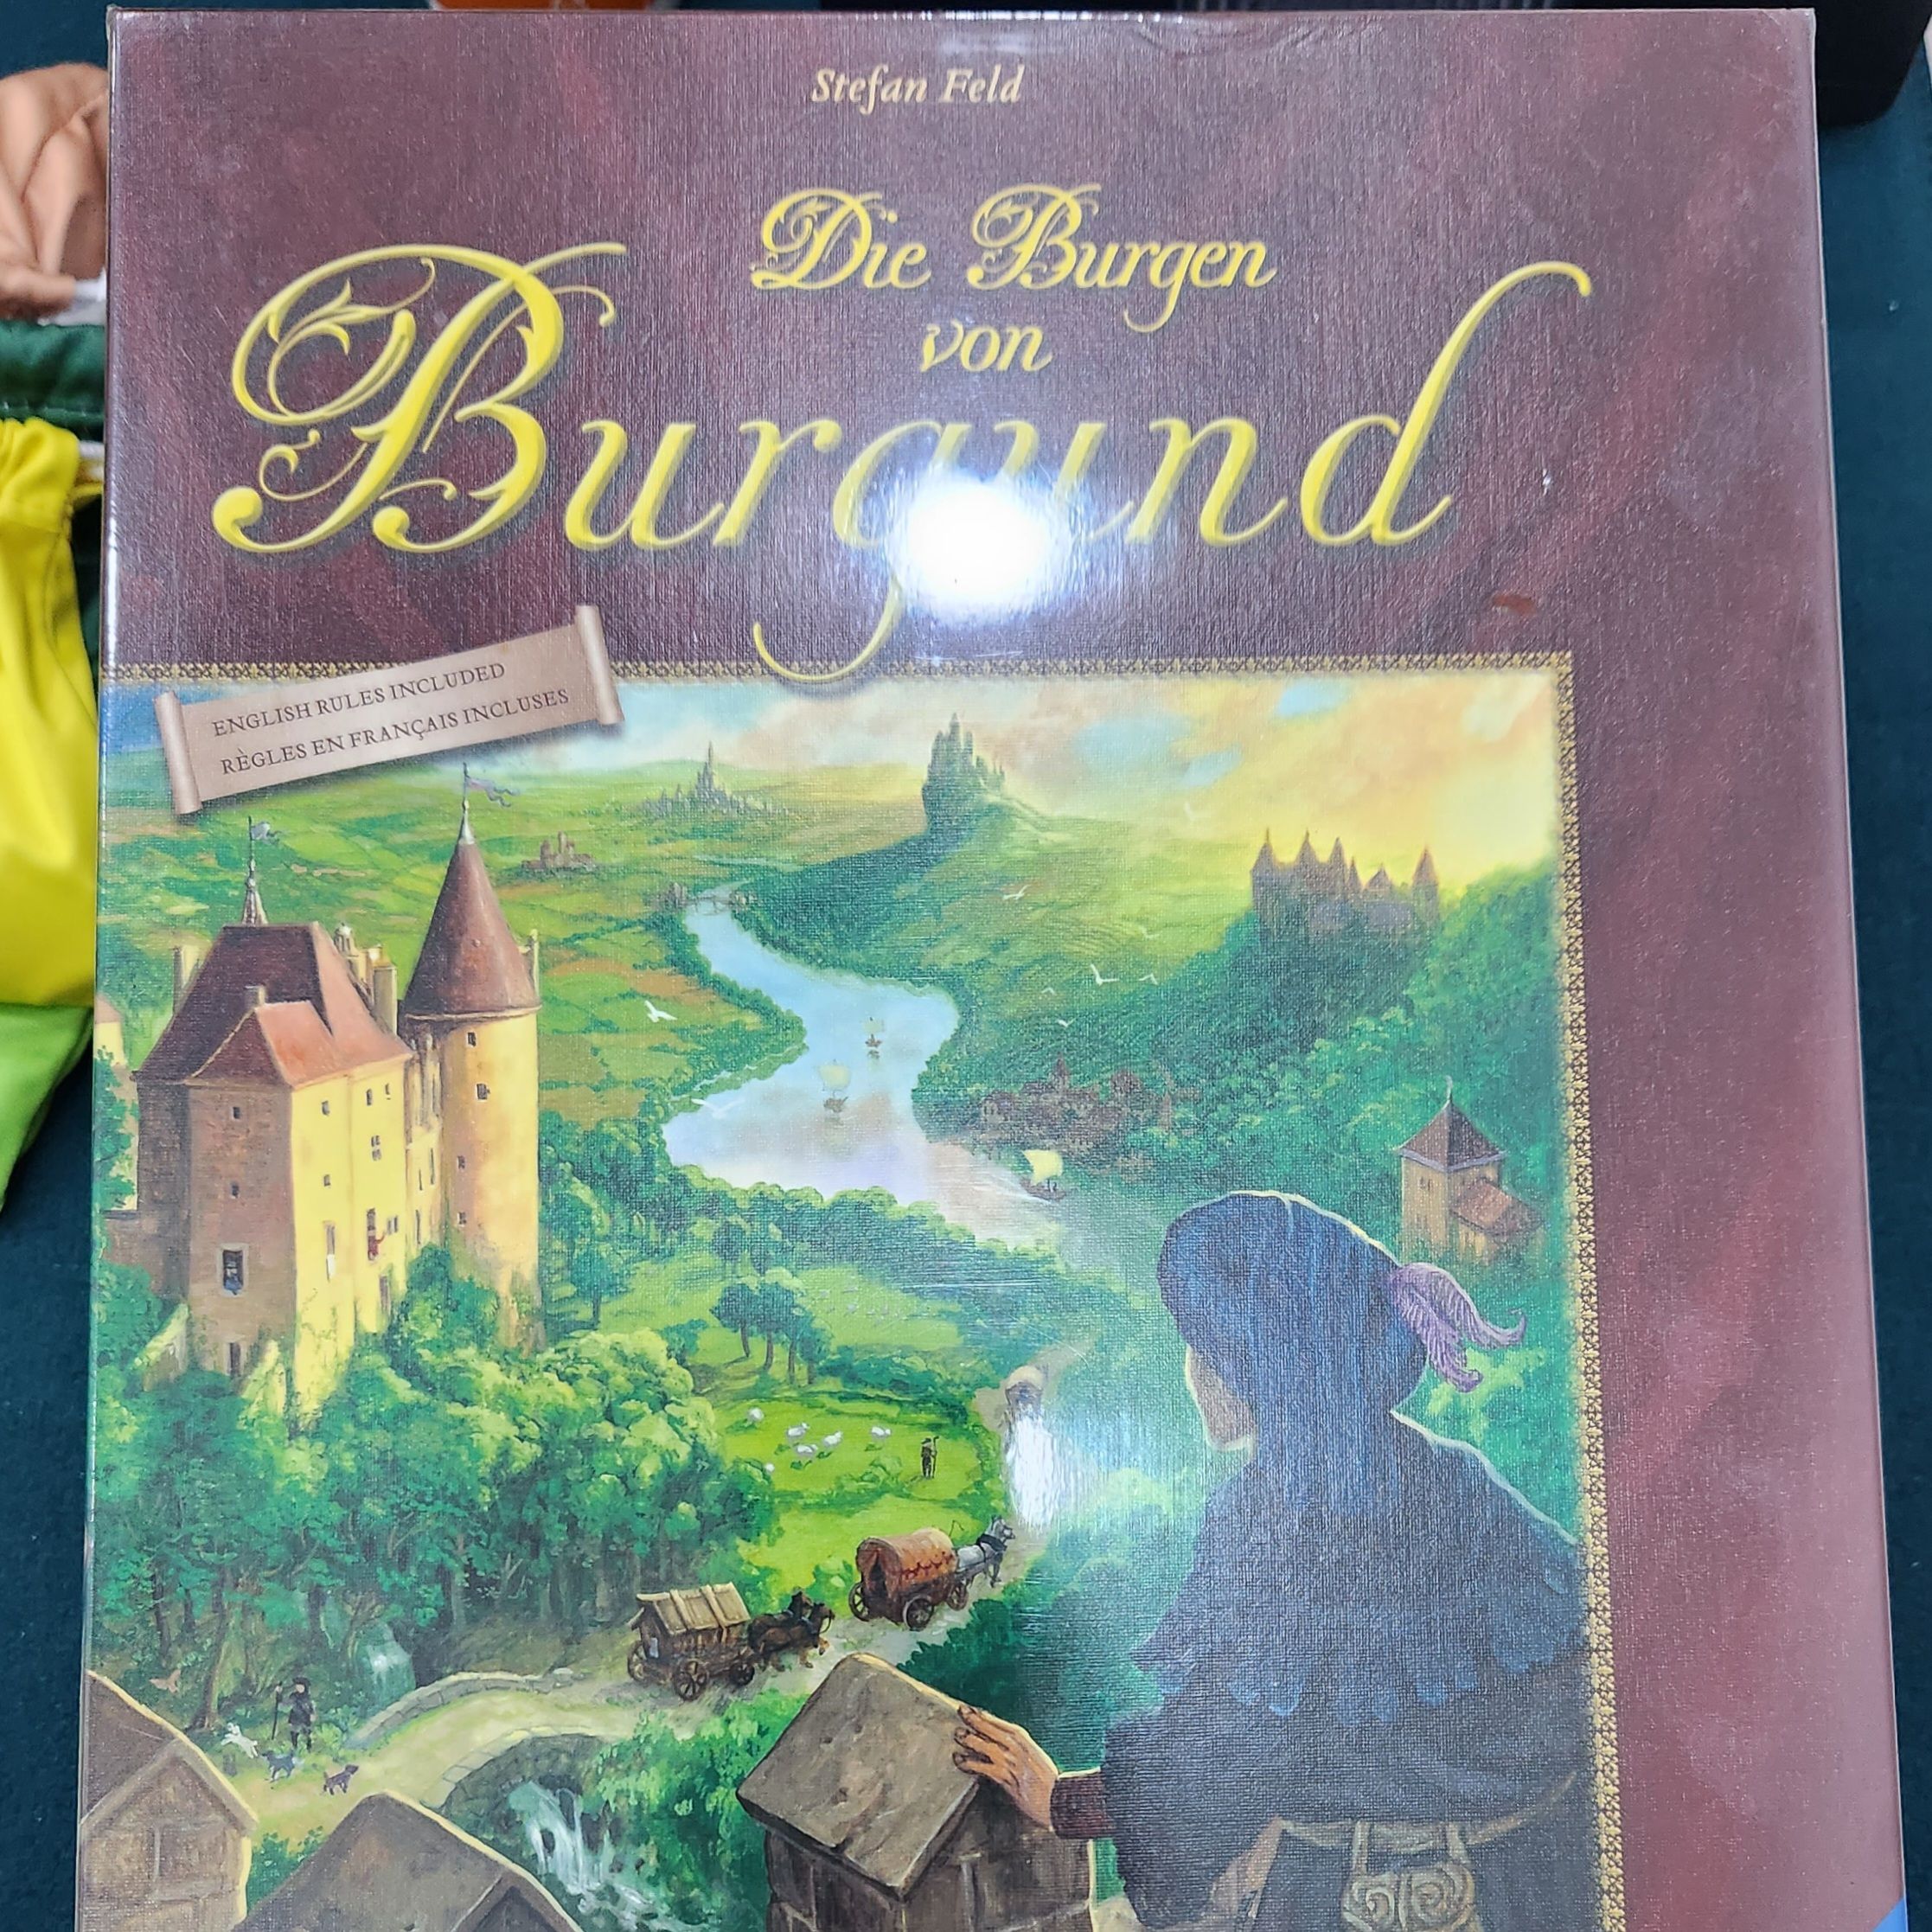 Stefan Feld
Die Burgen
von
Burgund
ENGLISH RULES INCLUDED
RÈGLES EN FRANÇAIS INCLUSES